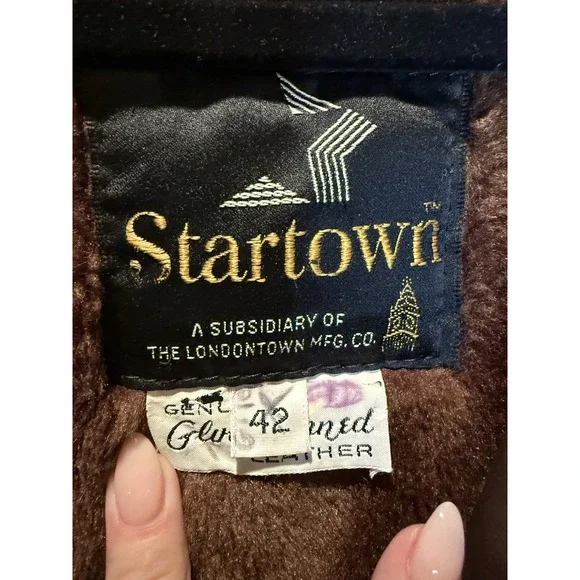 Startown™
A SUBSIDIARY OF
THE LONDONTOWN MFG. CO.
42
LEATHER